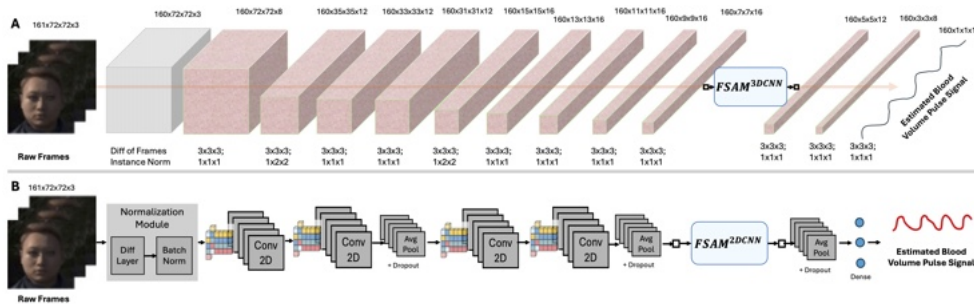 A
161x72x72x3
160x72x72x3
160x72x72x8
160x35x35x12
160x33x33x12
160x31x31x12
160x15x15x16
160x13x13x16
160x11x11x16
160x9x9x16
160x7x7x16
160x5x5x12
160x3x3x8
160x1x1x1
FSAM3DCNN
Estimated Blood
Volume Pulse Signal
Raw Frames
Diff of Frames
Instance Norm
3x3x3;
1x1x1
3x3x3;
1x2x2
3x3x3;
1x1x1
3x3x3;
1x1x1
3x3x3;
1x2x2
3x3x3;
1x1x1
3x3x3;
1x1x1
3x3x3;
1x1x1
3x3x3;
1x1x1
3x3x3;
1x1x1
3x3x3;
1x1x1
3x3x3;
1x1x1
B
161x72x72x3
Raw Frames
Normalization
Module
Diff
Layer
Batch
Norm
Conv
2D
Conv
2D
Avg
Pool
+ Dropout
Conv
2D
Conv
2D
Avg
Pool
+ Dropout
FSAM2DCNN
Avg
Pool
+ Dropout
Dense
Estimated Blood
Volume Pulse Signal